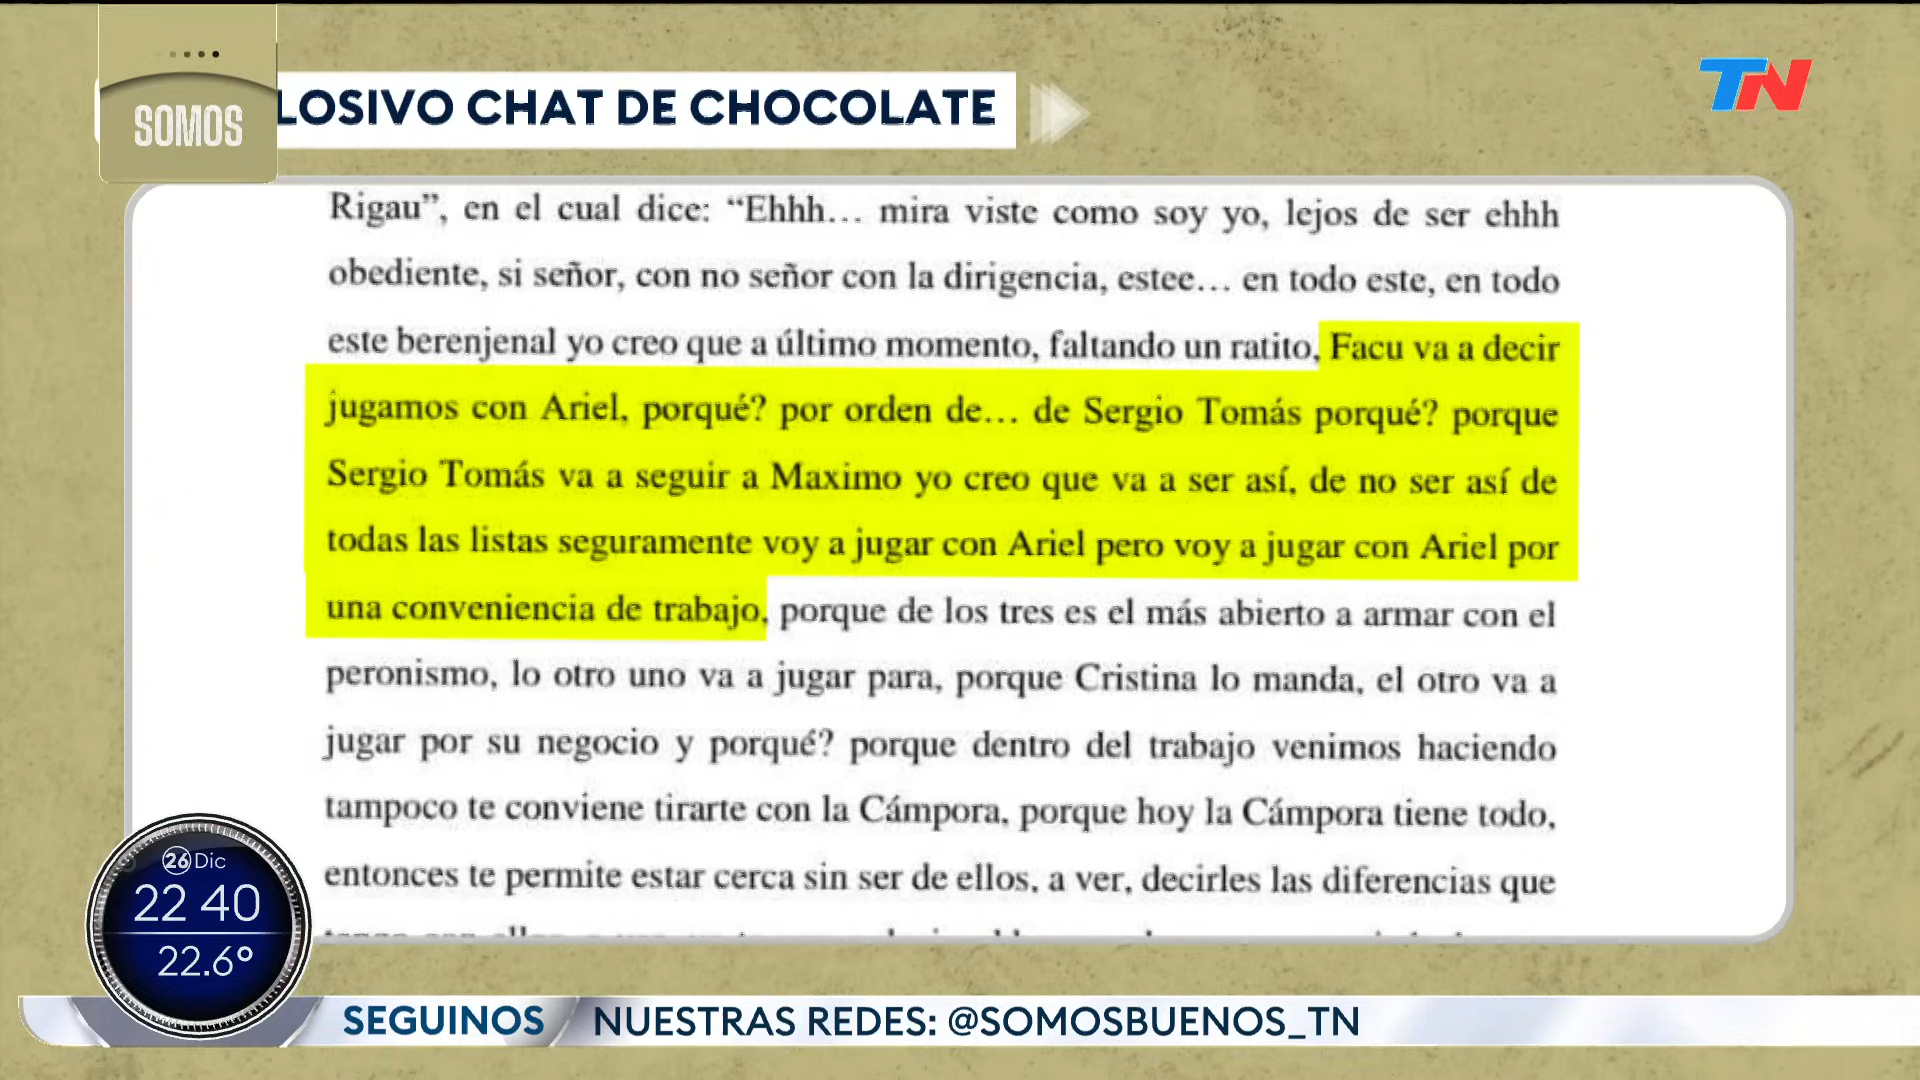 SOMOS
LOSIVO CHAT DE CHOCOLATE
TN
Rigau”, en el cual dice: “Ehhh... mira viste como soy yo, lejos de ser ehhh
obediente, si señor, con no señor con la dirigencia, estee... en todo este, en todo
este berenjenal yo creo que a último momento, faltando un ratito, Facu va a decir
jugamos con Ariel, porqué? por orden de... de Sergio Tomás porqué? porque
Sergio Tomás va a seguir a Maximo yo creo que va a ser así, de no ser así de
todas las listas seguramente voy a jugar con Ariel pero voy a jugar con Ariel por
una conveniencia de trabajo, porque de los tres es el más abierto a armar con el
peronismo, lo otro uno va a jugar para, porque Cristina lo manda, el otro va a
jugar por su negocio y porqué? porque dentro del trabajo venimos haciendo
tampoco te conviene tirarte con la Cámpora, porque hoy la Cámpora tiene todo,
entonces te permite estar cerca sin ser de ellos, a ver, decirles las diferencias que
26 Dic
22 40
22.6°
SEGUINOS NUESTRAS REDES: @SOMOSBUENOS_TN